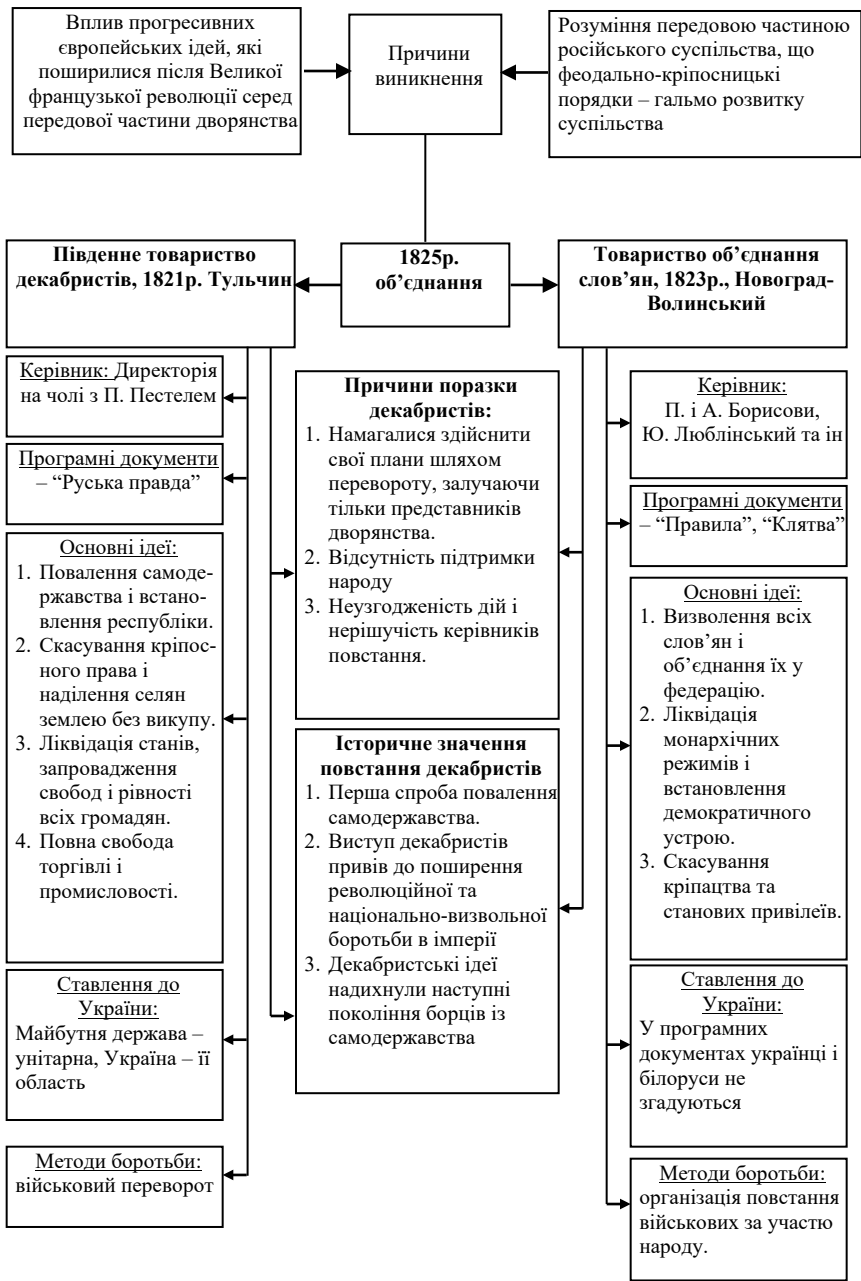 Вплив прогресивних
європейських ідей, які
поширилися після Великої
французької революції серед
передової частини дворянства
Причини
виникнення
Розуміння передовою частиною
російського суспільства, що
феодально-кріпосницькі
порядки – гальмо розвитку
суспільства
Південне товариство
декабристів, 1821р. Тульчин
1825р.
об’єднання
Товариство об’єднання
слов’ян, 1823р., Новоград-
Волинський
Керівник: Директорія
на чолі з П. Пестелем
Програмні документи
– “Руська правда”
Основні ідеї:
1. Повалення самоде-
ржавства і вста-
новлення республіки.
2. Скасування кріпос-
ного права і
наділення селян
землею без викупу.
3. Ліквідація станів,
запровадження
свобод і рівності
всіх громадян.
4. Повна свобода
торгівлі і
промисловості.
Ставлення до
України:
Майбутня держава –
унітарна, Україна – її
область
Методи боротьби:
військовий переворот
Причини поразки
декабристів:
1. Намагалися здійснити
свої плани шляхом
перевороту, залучаючи
тільки представників
дворянства.
2. Відсутність підтримки
народу
3. Неузгодженість дій і
нерішучість керівників
повстання.
Історичне значення
повстання декабристів
1. Перша спроба повалення
самодержавства.
2. Виступ декабристів
привів до поширення
революційної та
національно-визвольної
боротьби в імперії
3. Декабристські ідеї
надихнули наступні
покоління борців із
самодержавства
Керівник:
П. і А. Борисови,
Ю. Люблінський та ін
Програмні документи
– “Правила”, “Клятва”
Основні ідеї:
1. Визволення всіх
слов’ян і
об’єднання їх у
федерацію.
2. Ліквідація
монархічних
режимів і
встановлення
демократичного
устрою.
3. Скасування
кріпацтва та
станових привілеїв.
Ставлення до
України:
У програмних
документах українці і
білоруси не
згадуються
Методи боротьби:
організація повстання
військових за участю
народу.